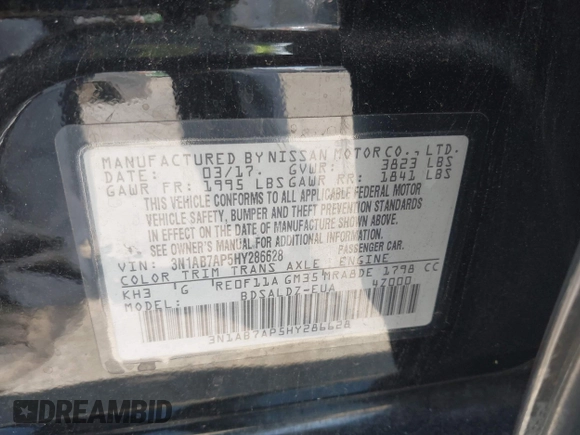 MANUFACTURED BY NISSAN MOTOR CO., LTD.
DATE: 03/17. GVWR: 3823 LBS
GAWR FR: 1995 LBS GAWR RR: 1841 LBS
THIS VEHICLE CONFORMS TO ALL APPLICABLE FEDERAL MOTOR
VEHICLE SAFETY, BUMPER AND THEFT PREVENTION STANDARDS
IN EFFECT ON THE DATE OF MANUFACTURE SHOWN ABOVE.
SEE OWNER'S MANUAL FOR ADDITIONAL INFORMATION.
VIN: 3N1AB7AP5HY286628 PASSENGER CAR.
COLOR TRIM TRANS AXLE ENGINE
KH3 G RE0F11A GM35 MRA8DE 1798 CC
MODEL: BDSALDZ-EUA 4Z000
3N1AB7AP5HY286628
DREAMBID